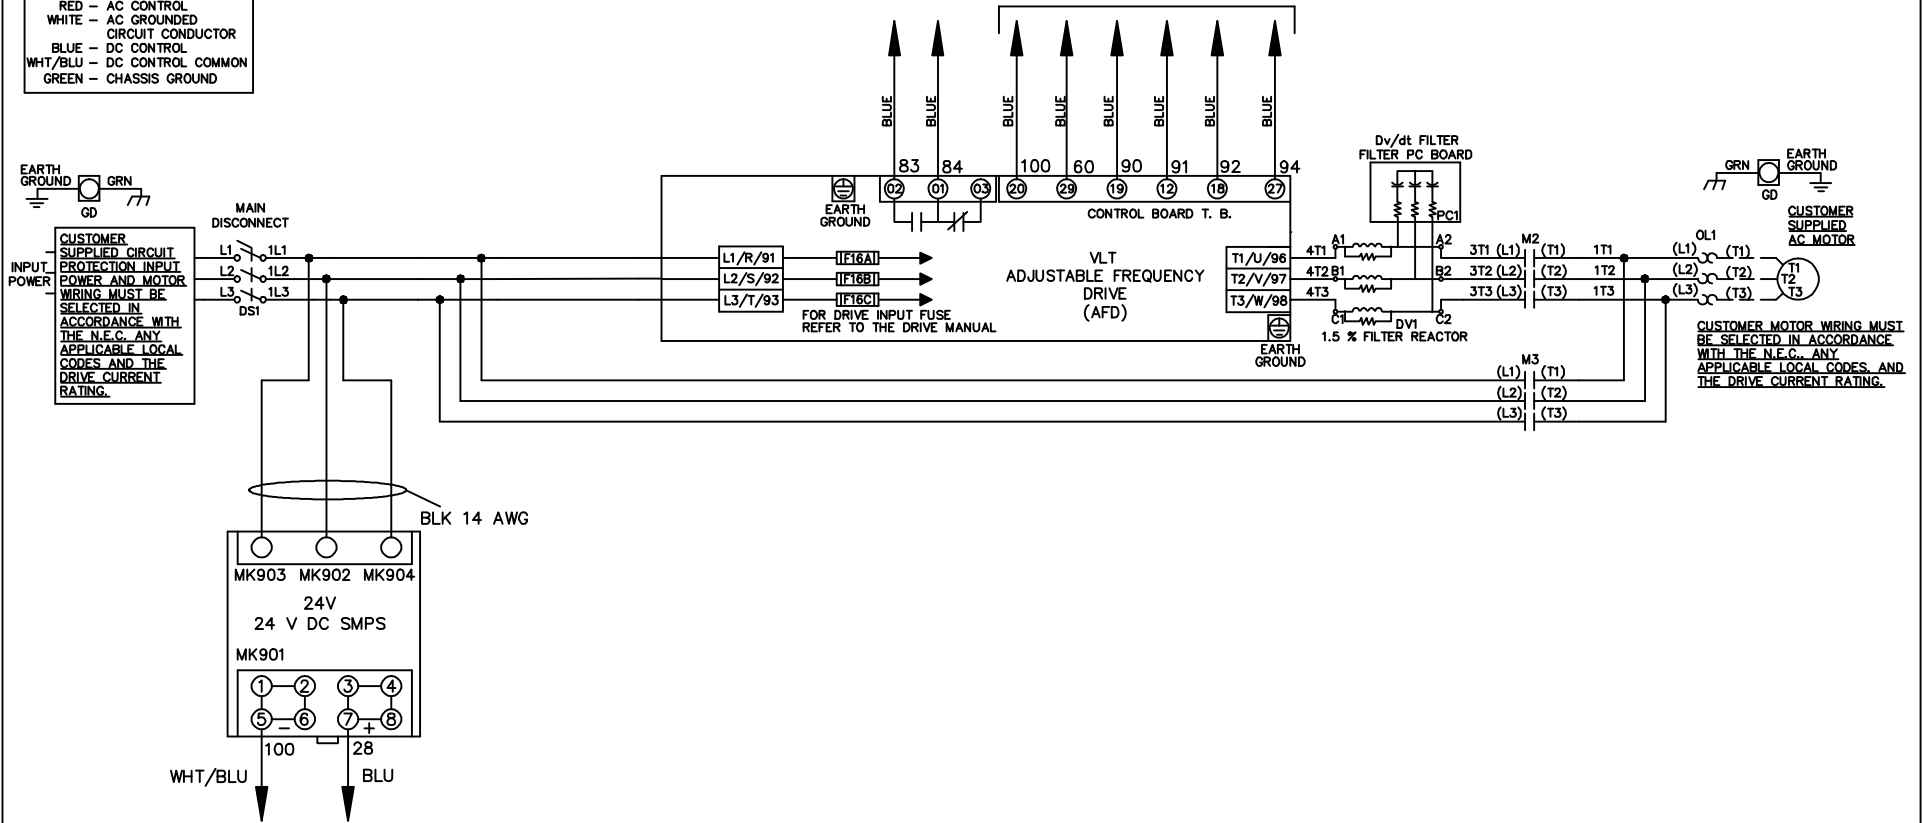 RED - AC CONTROL
WHITE - AC GROUNDED
CIRCUIT CONDUCTOR
BLUE - DC CONTROL
WHT/BLU - DC CONTROL COMMON
GREEN - CHASSIS GROUND
BLUE
BLUE
BLUE
BLUE
BLUE
BLUE
BLUE
BLUE
83 84 100 60 90 91 92 94
02 01 03 20 29 19 12 18 27
EARTH
GROUND
CONTROL BOARD T. B.
Dv/dt FILTER
FILTER PC BOARD
PC1
EARTH
GROUND
GRN
GD
GRN
EARTH
GROUND
GD
MAIN
DISCONNECT
CUSTOMER
SUPPLIED
AC MOTOR
INPUT
POWER
CUSTOMER
SUPPLIED CIRCUIT
PROTECTION INPUT
POWER AND MOTOR
WIRING MUST BE
SELECTED IN
ACCORDANCE WITH
THE N.E.C. ANY
APPLICABLE LOCAL
CODES AND THE
DRIVE CURRENT
RATING.
L1 1L1
L2 1L2
L3 1L3
DS1
L1/R/91
L2/S/92
L3/T/93
F16A
F16B
F16C
FOR DRIVE INPUT FUSE
REFER TO THE DRIVE MANUAL
VLT
ADJUSTABLE FREQUENCY
DRIVE
(AFD)
T1/U/96
T2/V/97
T3/W/98
EARTH
GROUND
4T1 A1 A2
4T2 B1 B2
4T3 C1 C2
DV1
1.5 % FILTER REACTOR
M2
3T1 (L1) (T1) 1T1
3T2 (L2) (T2) 1T2
3T3 (L3) (T3) 1T3
OL1
(L1) (T1)
(L2) (T2)
(L3) (T3)
T1
T2
T3
CUSTOMER MOTOR WIRING MUST
BE SELECTED IN ACCORDANCE
WITH THE N.E.C., ANY
APPLICABLE LOCAL CODES, AND
THE DRIVE CURRENT RATING.
M3
(L1) (T1)
(L2) (T2)
(L3) (T3)
BLK 14 AWG
MK903 MK902 MK904
24V
24 V DC SMPS
MK901
1 2 3 4
5 6 7 8
- +
100 28
WHT/BLU BLU